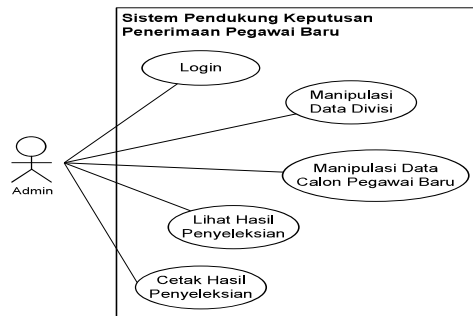 Sistem Pendukung Keputusan
Penerimaan Pegawai Baru
Login
Manipulasi
Data Divisi
Admin
Manipulasi Data
Calon Pegawai Baru
Lihat Hasil
Penyeleksian
Cetak Hasil
Penyeleksian